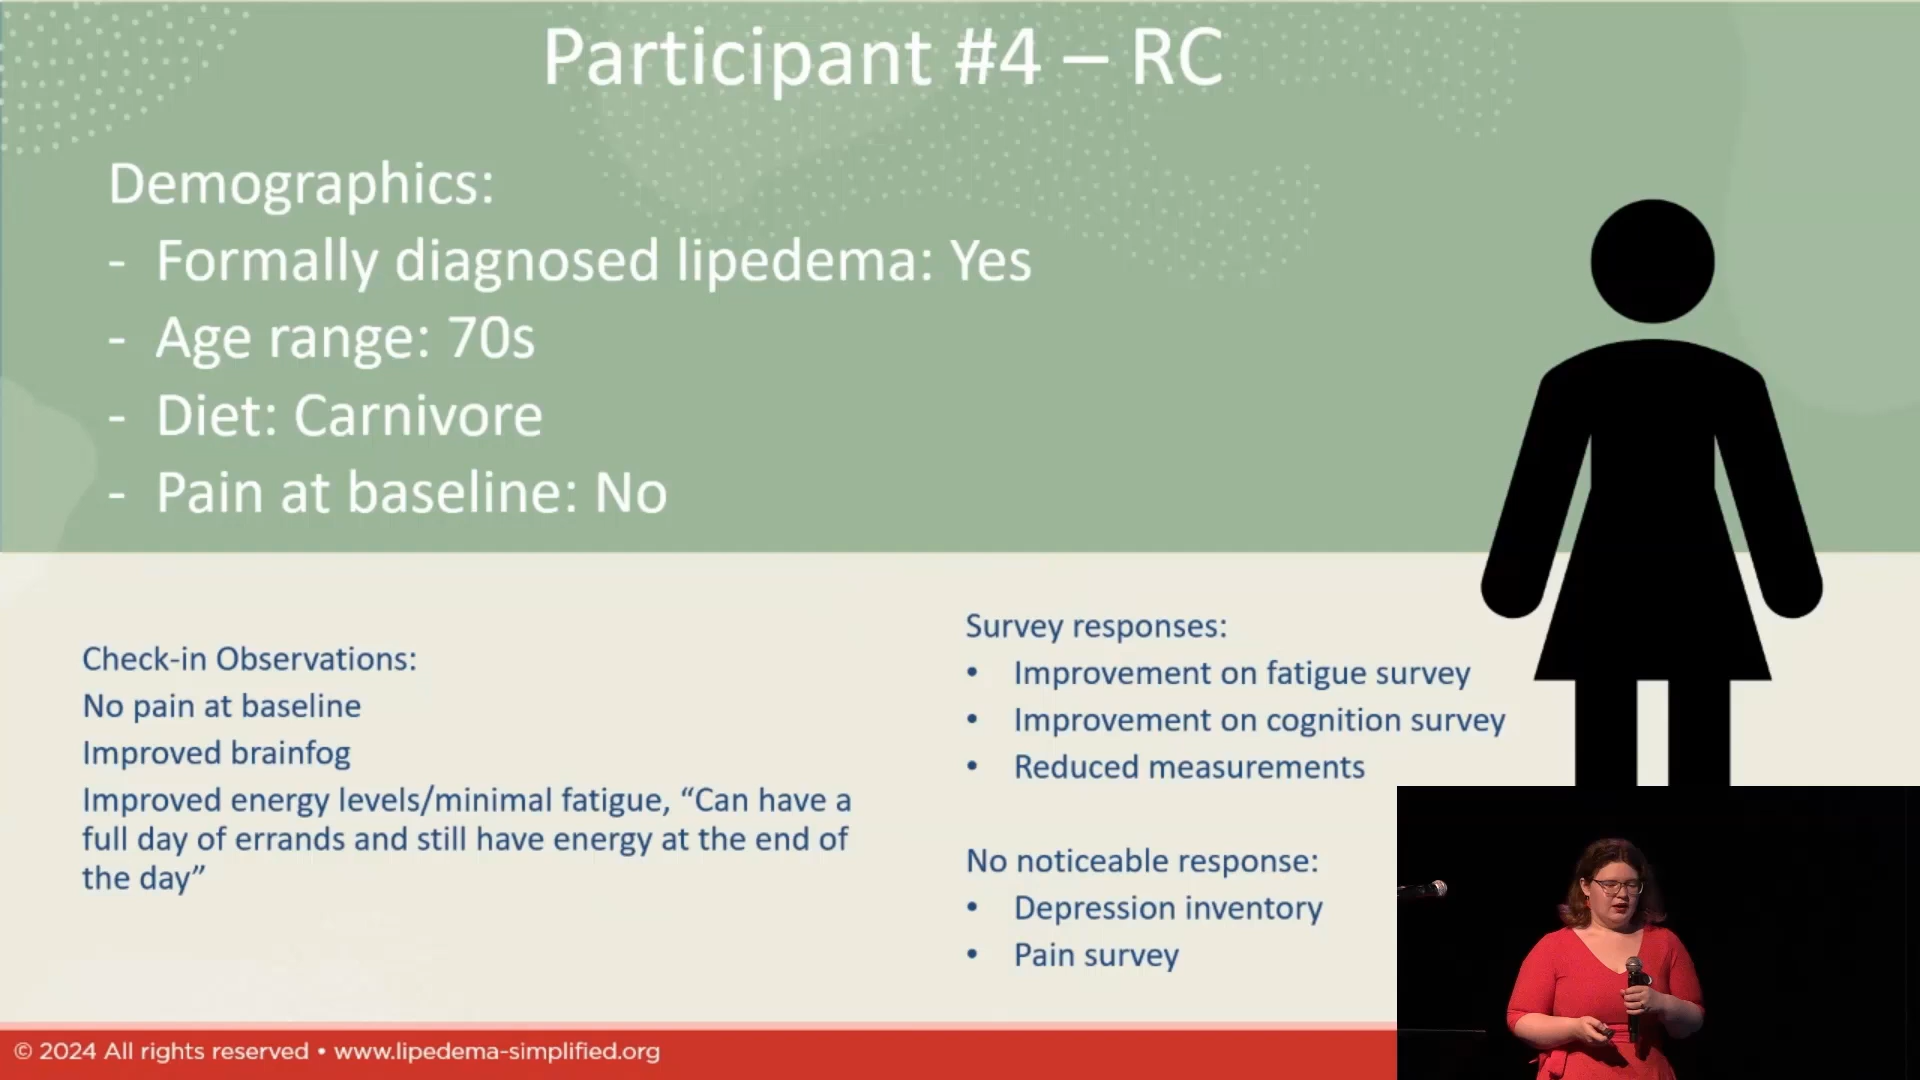 Participant #4 – RC
Demographics:
- Formally diagnosed lipedema: Yes
- Age range: 70s
- Diet: Carnivore
- Pain at baseline: No
Check-in Observations:
No pain at baseline
Improved brainfog
Improved energy levels/minimal fatigue, “Can have a
full day of errands and still have energy at the end of
the day”
Survey responses:
• Improvement on fatigue survey
• Improvement on cognition survey
• Reduced measurements
No noticeable response:
• Depression inventory
• Pain survey
© 2024 All rights reserved • www.lipedema-simplified.org